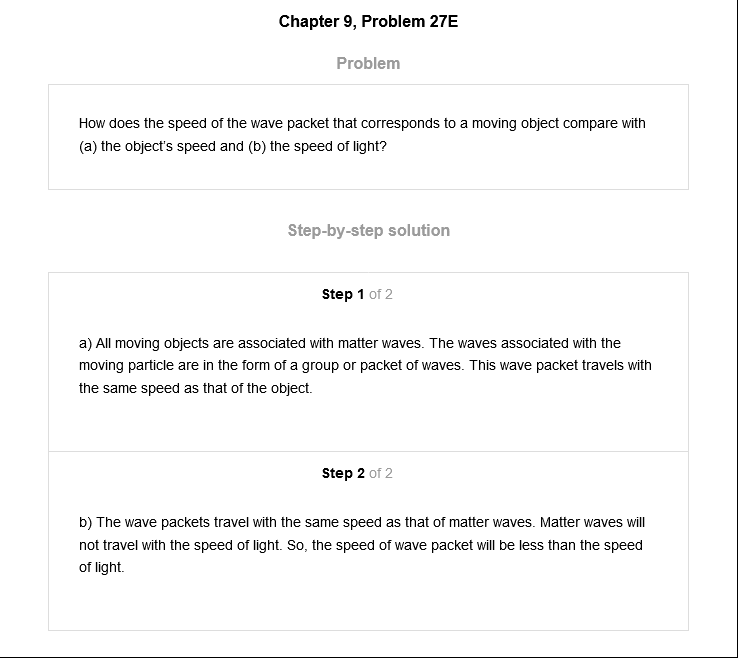 Chapter 9, Problem 27E
Problem
How does the speed of the wave packet that corresponds to a moving object compare with
(a) the object's speed and (b) the speed of light?
Step-by-step solution
Step 1 of 2
a) All moving objects are associated with matter waves. The waves associated with the
moving particle are in the form of a group or packet of waves. This wave packet travels with
the same speed as that of the object.
Step 2 of 2
b) The wave packets travel with the same speed as that of matter waves. Matter waves will
not travel with the speed of light. So, the speed of wave packet will be less than the speed
of light.